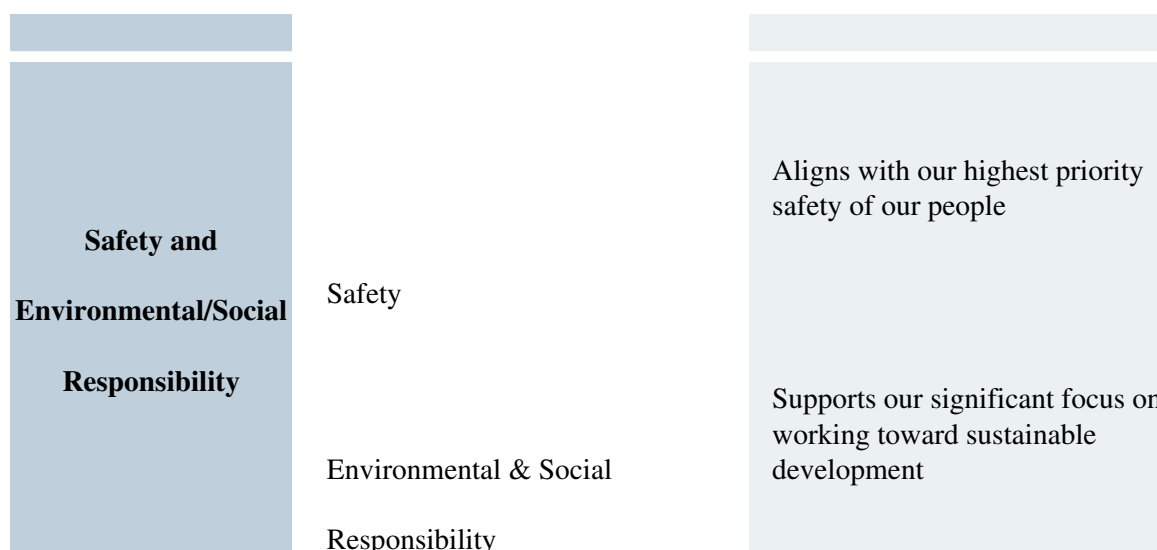 Safety and
Environmental/Social
Responsibility
Safety
Environmental & Social
Responsibility
Aligns with our highest priority
safety of our people
Supports our significant focus on
working toward sustainable
development